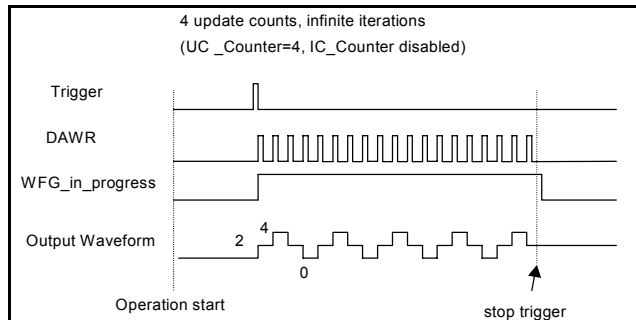 4 update counts, infinite iterations
(UC _Counter=4, IC_Counter disabled)
Trigger
DAWR
WFG_in_progress
4
Output Waveform 2
0
Operation start
stop trigger